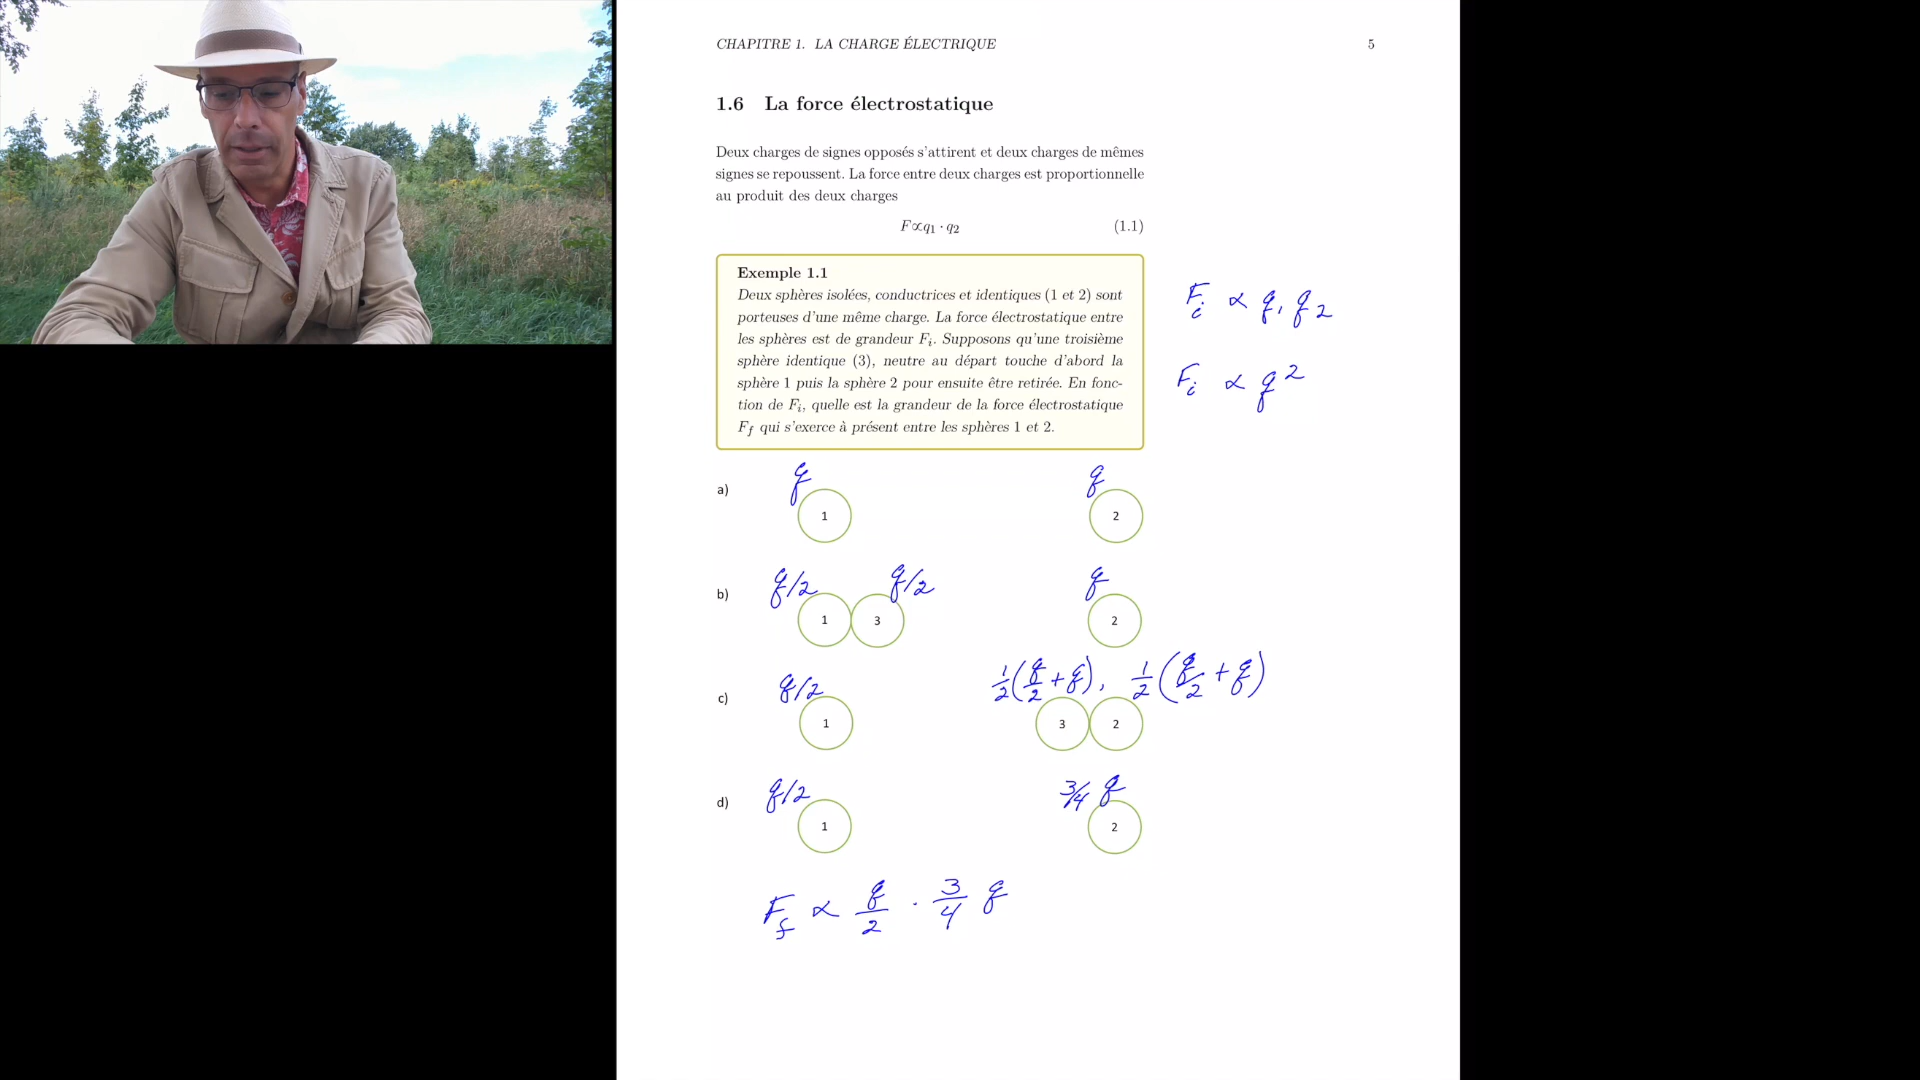 CHAPITRE 1. LA CHARGE ÉLECTRIQUE 5
1.6 La force électrostatique
Deux charges de signes opposés s'attirent et deux charges de mêmes
signes se repoussent. La force entre deux charges est proportionnelle
au produit des deux charges
F∝q₁ · q₂ (1.1)
Exemple 1.1
Deux sphères isolées, conductrices et identiques (1 et 2) sont
porteuses d'une même charge. La force électrostatique entre
les sphères est de grandeur Fᵢ. Supposons qu'une troisième
sphère identique (3), neutre au départ touche d'abord la
sphère 1 puis la sphère 2 pour ensuite être retirée. En fonc-
tion de Fᵢ, quelle est la grandeur de la force électrostatique
F_f qui s'exerce à présent entre les sphères 1 et 2.
Fᵢ ∝ q₁ q₂
Fᵢ ∝ q²
q q
a) 1 2
q/2 q/2 q
b) 1 3 2
q/2 1/2(q/2+q), 1/2(q/2+q)
c) 1 3 2
q/2 3/4 q
d) 1 2
F_f ∝ q/2 · 3/4 q